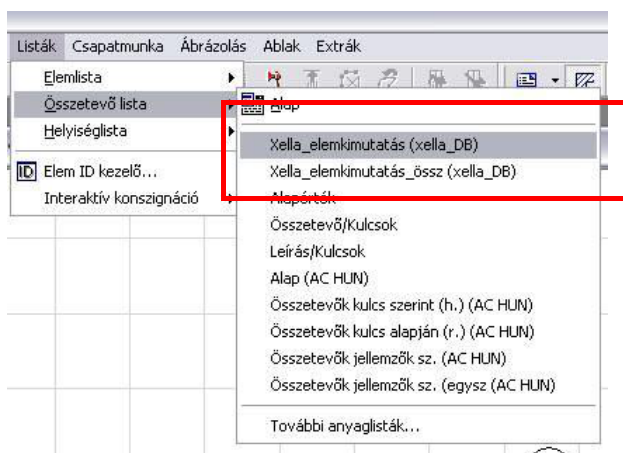 Listák Csapatmunka Ábrázolás Ablak Extrák
Elemlista
Összetevő lista
Helyiséglista
ID Elem ID kezelő...
Interaktív konszignáció
Alap
Xella_elemkimutatás (xella_DB)
Xella_elemkimutatás_össz (xella_DB)
Alapérték
Összetevő/Kulcsok
Leírás/Kulcsok
Alap (AC HUN)
Összetevők kulcs szerint (h.) (AC HUN)
Összetevők kulcs alapján (r.) (AC HUN)
Összetevők jellemzők sz. (AC HUN)
Összetevők jellemzők sz. (egysz (AC HUN)
További anyaglisták...